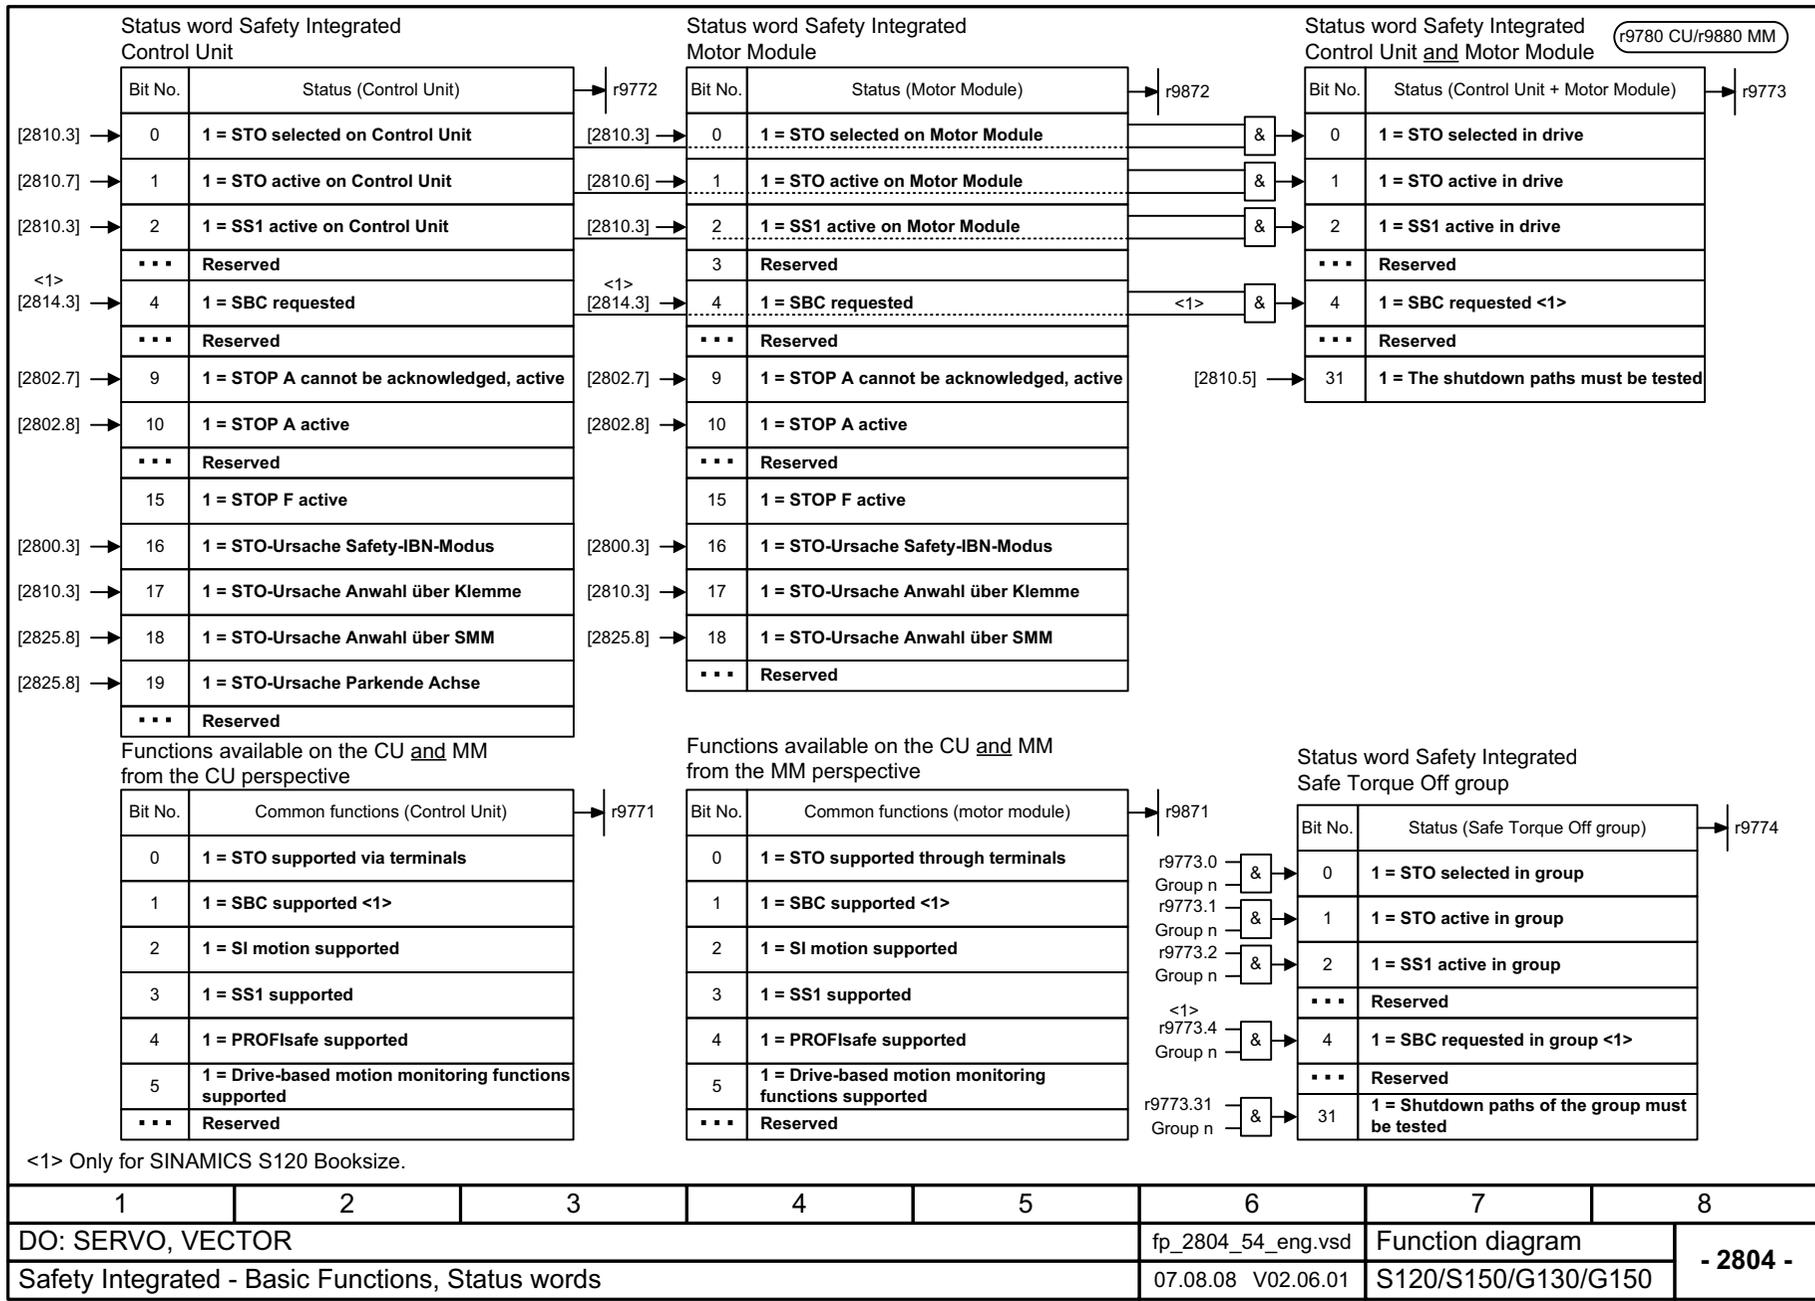 Status word Safety Integrated
Control Unit
Bit No. Status (Control Unit) r9772
[2810.3] 0 1 = STO selected on Control Unit
[2810.7] 1 1 = STO active on Control Unit
[2810.3] 2 1 = SS1 active on Control Unit
▪ ▪ ▪ Reserved
<1>
[2814.3] 4 1 = SBC requested
▪ ▪ ▪ Reserved
[2802.7] 9 1 = STOP A cannot be acknowledged, active
[2802.8] 10 1 = STOP A active
▪ ▪ ▪ Reserved
15 1 = STOP F active
[2800.3] 16 1 = STO-Ursache Safety-IBN-Modus
[2810.3] 17 1 = STO-Ursache Anwahl über Klemme
[2825.8] 18 1 = STO-Ursache Anwahl über SMM
[2825.8] 19 1 = STO-Ursache Parkende Achse
▪ ▪ ▪ Reserved
Status word Safety Integrated
Motor Module
Bit No. Status (Motor Module) r9872
[2810.3] 0 1 = STO selected on Motor Module
[2810.6] 1 1 = STO active on Motor Module
[2810.3] 2 1 = SS1 active on Motor Module
3 Reserved
<1>
[2814.3] 4 1 = SBC requested
▪ ▪ ▪ Reserved
[2802.7] 9 1 = STOP A cannot be acknowledged, active
[2802.8] 10 1 = STOP A active
▪ ▪ ▪ Reserved
15 1 = STOP F active
[2800.3] 16 1 = STO-Ursache Safety-IBN-Modus
[2810.3] 17 1 = STO-Ursache Anwahl über Klemme
[2825.8] 18 1 = STO-Ursache Anwahl über SMM
▪ ▪ ▪ Reserved
Status word Safety Integrated
Control Unit and Motor Module
r9780 CU/r9880 MM
Bit No. Status (Control Unit + Motor Module) r9773
& 0 1 = STO selected in drive
& 1 1 = STO active in drive
& 2 1 = SS1 active in drive
▪ ▪ ▪ Reserved
<1> & 4 1 = SBC requested <1>
▪ ▪ ▪ Reserved
[2810.5] 31 1 = The shutdown paths must be tested
Functions available on the CU and MM
from the CU perspective
Bit No. Common functions (Control Unit) r9771
0 1 = STO supported via terminals
1 1 = SBC supported <1>
2 1 = SI motion supported
3 1 = SS1 supported
4 1 = PROFIsafe supported
5 1 = Drive-based motion monitoring functions
supported
▪ ▪ ▪ Reserved
Functions available on the CU and MM
from the MM perspective
Bit No. Common functions (motor module) r9871
0 1 = STO supported through terminals
1 1 = SBC supported <1>
2 1 = SI motion supported
3 1 = SS1 supported
4 1 = PROFIsafe supported
5 1 = Drive-based motion monitoring
functions supported
▪ ▪ ▪ Reserved
Status word Safety Integrated
Safe Torque Off group
Bit No. Status (Safe Torque Off group) r9774
r9773.0
Group n
& 0 1 = STO selected in group
r9773.1
Group n
& 1 1 = STO active in group
r9773.2
Group n
& 2 1 = SS1 active in group
▪ ▪ ▪ Reserved
<1>
r9773.4
Group n
& 4 1 = SBC requested in group <1>
▪ ▪ ▪ Reserved
r9773.31
Group n
& 31 1 = Shutdown paths of the group must
be tested
<1> Only for SINAMICS S120 Booksize.
1 2 3 4 5 6 7 8
DO: SERVO, VECTOR fp_2804_54_eng.vsd Function diagram
- 2804 -
Safety Integrated - Basic Functions, Status words 07.08.08 V02.06.01 S120/S150/G130/G150